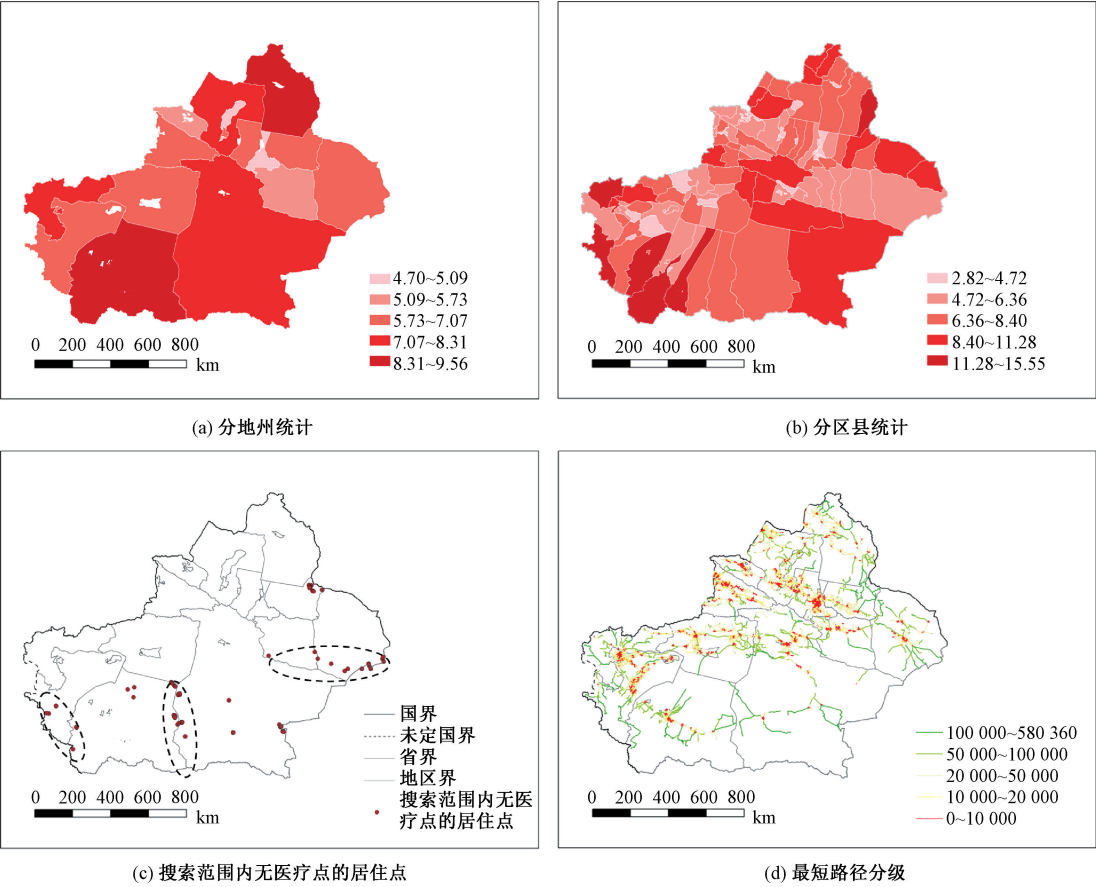 4.70~5.09
5.09~5.73
5.73~7.07
7.07~8.31
8.31~9.56
0 200 400 600 800
km
(a) 分地州统计
2.82~4.72
4.72~6.36
6.36~8.40
8.40~11.28
11.28~15.55
0 200 400 600 800
km
(b) 分区县统计
国界
未定国界
省界
地区界
搜索范围内无医
疗点的居住点
0 200 400 600 800
km
(c) 搜索范围内无医疗点的居住点
100 000~580 360
50 000~100 000
20 000~50 000
10 000~20 000
0~10 000
0 200 400 600 800
km
(d) 最短路径分级